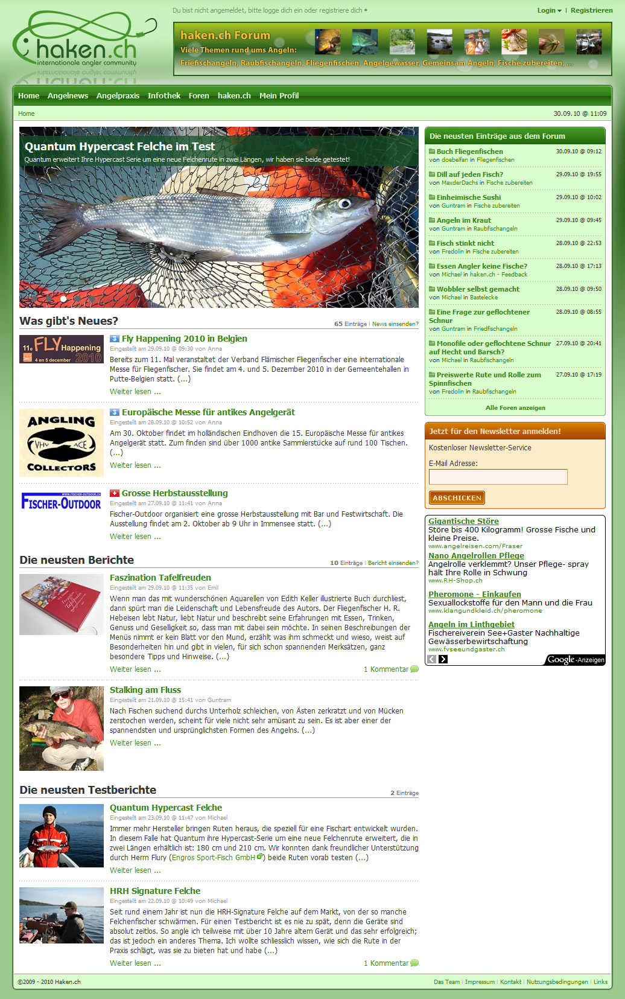 haken.ch
internationale angler community
Du bist nicht angemeldet, bitte logge dich ein oder registriere dich
Login | Registrieren
haken.ch Forum
Viele Themen rund ums Angeln:
Friefischangeln, Raubfischangeln, Fliegenfischen, Angelgewässer, Gemeinsam Angeln, Fische zubereiten, ...
Home Angelnews Angelpraxis Infothek Foren haken.ch Mein Profil
Home
30.09.10 @ 11:09
Quantum Hypercast Felche im Test
Quantum erweitert Ihre Hypercast Serie um eine neue Felchenrute in zwei Längen, wir haben sie beide getestet!
Was gibt's Neues?
65 Einträge | News einsenden?
11e FLY Happening
4 en 5 december 2010
Fly Happening 2010 in Belgien
Eingestellt am 29.09.10 @ 09:30 von Anna
Bereits zum 11. Mal veranstaltet der Verband Flämischer Fliegenfischer eine internationale
Messe für Fliegenfischer. Sie findet am 4. und 5. Dezember 2010 in der Gemeentehallen in
Putte-Belgien statt. (...)
Weiter lesen ...
ANGLING
VHV ACE
COLLECTORS
Europäische Messe für antikes Angelgerät
Eingestellt am 28.09.10 @ 10:52 von Anna
Am 30. Oktober findet im holländischen Eindhoven die 15. Europäische Messe für antikes
Angelgerät statt. Zum finden sind über 1000 antike Sammlerstücke auf rund 100 Tischen.
(...)
Weiter lesen ...
WWW.FISCHER-OUTDOOR.CH
FISCHER-OUTDOOR
Grosse Herbstausstellung
Eingestellt am 27.09.10 @ 11:41 von Anna
Fischer-Outdoor organisiert eine grosse Herbstausstellung mit Bar und Festwirtschaft. Die
Ausstellung findet am 2. Oktober ab 9 Uhr in Immensee statt. (...)
Weiter lesen ...
Die neusten Berichte
10 Einträge | Bericht einsenden?
Faszination Tafelfreuden
Eingestellt am 29.09.10 @ 11:35 von Emil
Wenn man das mit wunderschönen Aquarellen von Edith Keller illustrierte Buch durchliest,
dann spürt man die Leidenschaft und Lebensfreude des Autors. Der Fliegenfischer H. R.
Hebeisen lebt Natur, liebt Natur und beschreibt seine Erfahrungen mit Essen, Trinken,
Genuss und Geselligkeit so, dass man mit dabei sein möchte. In seinen Beschreibungen der
Menüs nimmt er kein Blatt vor den Mund, erzählt was ihm schmeckt und wieso, weist auf
Besonderheiten hin und gibt in vielen, für sich schon spannenden Merksätzen, ganz
besondere Tipps und Hinweise. (...)
Weiter lesen ...
1 Kommentar
Stalking am Fluss
Eingestellt am 21.09.10 @ 15:41 von Guntram
Nach Fischen suchend durchs Unterholz schleichen, von Ästen zerkratzt und von Mücken
zerstochen werden, scheint für viele nicht sehr amüsant zu sein. Es ist aber einer der
spannendsten und ursprünglichsten Formen des Angelns. (...)
Weiter lesen ...
Die neusten Testberichte
2 Einträge
Quantum Hypercast Felche
Eingestellt am 23.09.10 @ 11:47 von Michael
Immer mehr Hersteller bringen Ruten heraus, die speziell für eine Fischart entwickelt wurden.
In diesem Falle hat Quantum ihre Hypercast-Serie um eine neue Felchenrute erweitert, die in
zwei Längen erhältlich ist: 180 cm und 210 cm. Wir konnten dank freundlicher Unterstützung
durch Herrn Flury (Engros Sport-Fisch GmbH) beide Ruten vorab testen (...)
Weiter lesen ...
HRH Signature Felche
Eingestellt am 22.09.10 @ 10:49 von Michael
Seit rund einem Jahr ist nun die HRH-Signature Felche auf dem Markt, von der so manche
Felchenfischer schwärmen. Für einen Testbericht ist es nie zu spät, denn die Geräte sind
absolut zeitlos. So angle ich teilweise mit über 10 Jahre altem Gerät und das sehr erfolgreich;
das ist jedoch ein anderes Thema. Ich wollte schliesslich wissen, wie sich die Rute in der
Praxis schlägt, was sie zu bieten hat und habe (...)
Weiter lesen ...
1 Kommentar
Die neusten Einträge aus dem Forum
Buch Fliegenfischen 30.09.10 @ 09:12
von doebelfan in Fliegenfischen
Dill auf jeden Fisch? 29.09.10 @ 19:55
von MaxderDachs in Fische zubereiten
Einheimische Sushi 29.09.10 @ 10:02
von Guntram in Fische zubereiten
Angeln im Kraut 29.09.10 @ 09:45
von Guntram in Raubfischangeln
Fisch stinkt nicht 28.09.10 @ 22:53
von Fredolin in Fische zubereiten
Essen Angler keine Fische? 28.09.10 @ 17:13
von Michael in haken.ch - Feedback
Wobbler selbst gemacht 28.09.10 @ 09:50
von Michael in Bastelecke
Eine Frage zur geflochtener 28.09.10 @ 08:55
Schnur
von Guntram in Friedfischangeln
Monofile oder geflochtene Schnur 27.09.10 @ 20:41
auf Hecht und Barsch?
von Michael in Raubfischangeln
Preiswerte Rute und Rolle zum 27.09.10 @ 17:19
Spinnfischen
von Fredolin in Raubfischangeln
Alle Foren anzeigen
Jetzt für den Newsletter anmelden!
Kostenloser Newsletter-Service
E-Mail Adresse:
ABSCHICKEN
Gigantische Störe
Störe bis 400 Kilogramm! Grosse Fische und
kleine Preise.
www.angelreisen.com/Fraser
Nano Angelrollen Pflege
Angelrolle verklemmt? Unser Pflege- spray
hält Ihre Rolle in Schwung
www.RH-Shop.ch
Pheromone - Einkaufen
Sexuallockstoffe für den Mann und die Frau
www.klangundkleid.ch/pheromone
Angeln im Linthgebiet
Fischereiverein See+Gaster Nachhaltige
Gewässerbewirtschaftung
www.fvseeundgaster.ch
Google-Anzeigen
©2009 - 2010 Haken.ch
Das Team | Impressum | Kontakt | Nutzungsbedingungen | Links